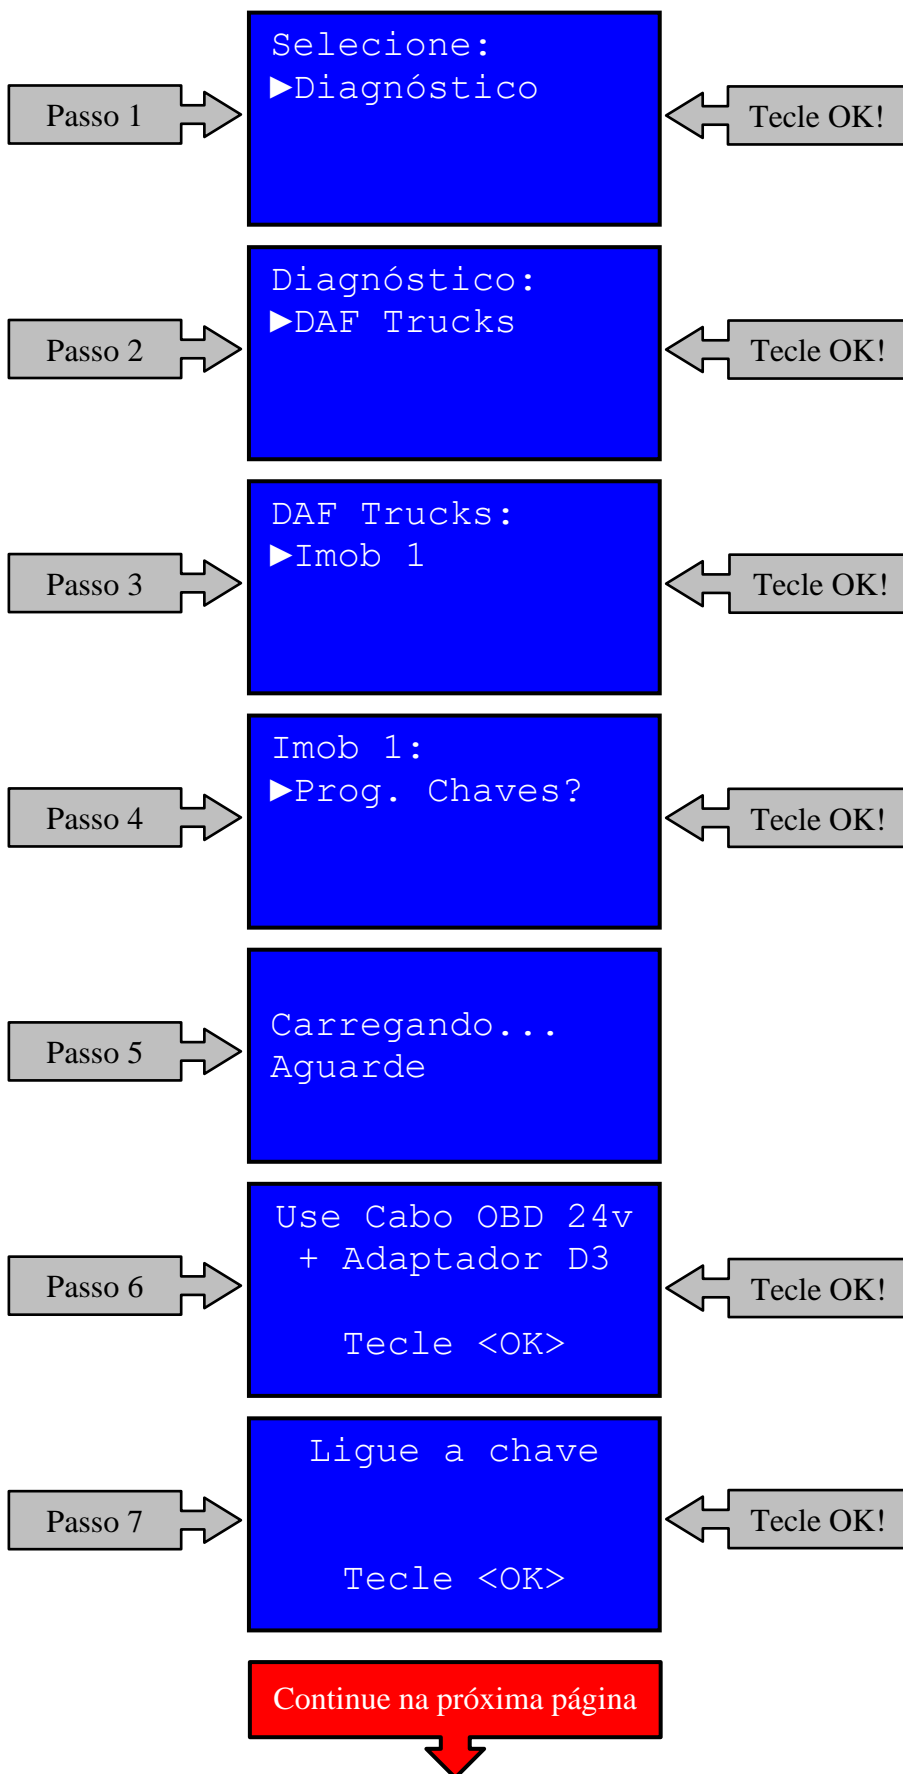 Selecione:
►Diagnóstico
Passo 1
Tecle OK!
Diagnóstico:
►DAF Trucks
Passo 2
Tecle OK!
DAF Trucks:
►Imob 1
Passo 3
Tecle OK!
Imob 1:
►Prog. Chaves?
Passo 4
Tecle OK!
Carregando...
Aguarde
Passo 5
Use Cabo OBD 24v
+ Adaptador D3
Tecle <OK>
Passo 6
Tecle OK!
Ligue a chave
Tecle <OK>
Passo 7
Tecle OK!
Continue na próxima página